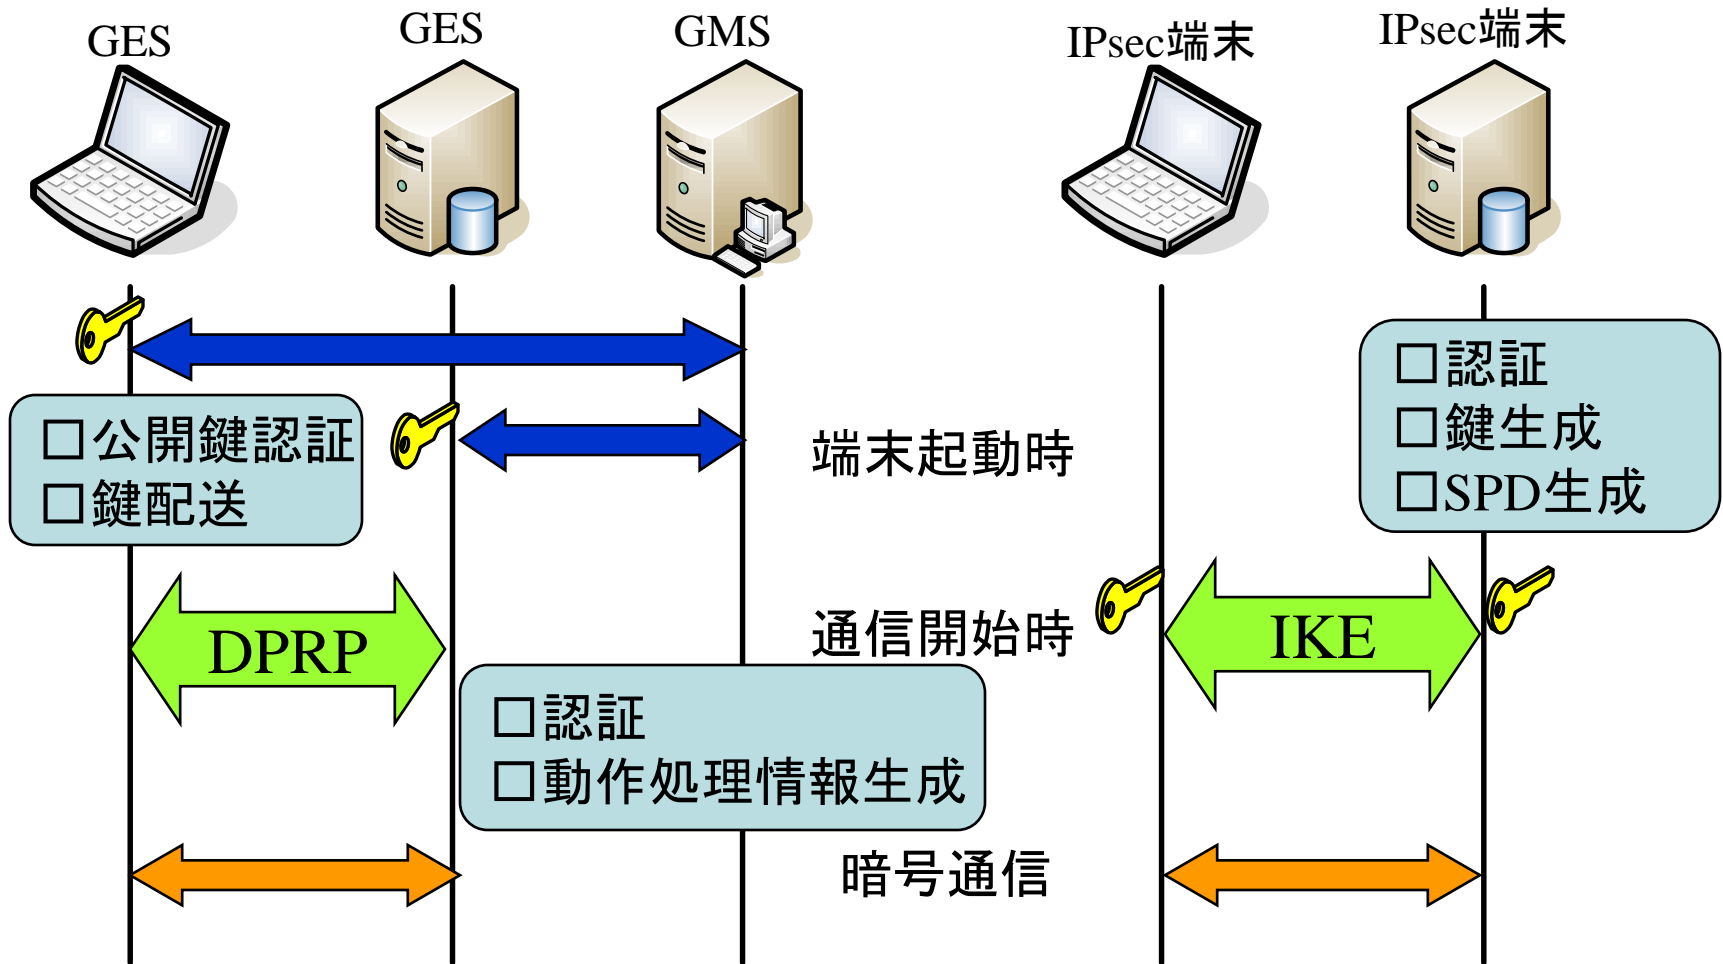 GES
GES
GMS
IPsec端末
IPsec端末
□公開鍵認証
□鍵配送
端末起動時
□認証
□鍵生成
□SPD生成
DPRP
通信開始時
IKE
□認証
□動作処理情報生成
暗号通信